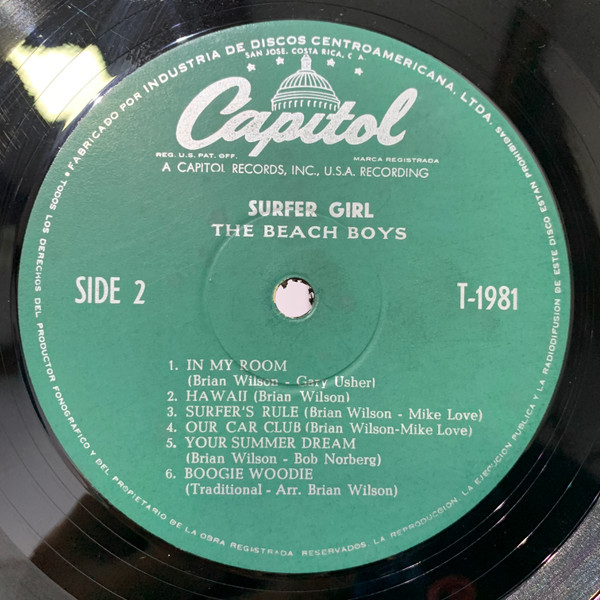 FABRICADO POR INDUSTRIA DE DISCOS CENTROAMERICANA, LTDA.
SAN JOSE, COSTA RICA, C. A.
Capitol
REG. U.S. PAT. OFF.
MARCA REGISTRADA
A CAPITOL RECORDS, INC., U.S.A. RECORDING
SURFER GIRL
THE BEACH BOYS
SIDE 2
T-1981
1. IN MY ROOM
(Brian Wilson - Gary Usher)
2. HAWAII (Brian Wilson)
3. SURFER'S RULE (Brian Wilson - Mike Love)
4. OUR CAR CLUB (Brian Wilson-Mike Love)
5. YOUR SUMMER DREAM
(Brian Wilson - Bob Norberg)
6. BOOGIE WOODIE
(Traditional - Arr. Brian Wilson)
TODOS LOS DERECHOS DEL PRODUCTOR FONOGRAFICO Y DEL PROPIETARIO DE LA OBRA REGISTRADA RESERVADOS. LA REPRODUCCION, LA EJECUCION PUBLICA Y LA RADIODIFUSION DE ESTE DISCO ESTAN PROHIBIDAS